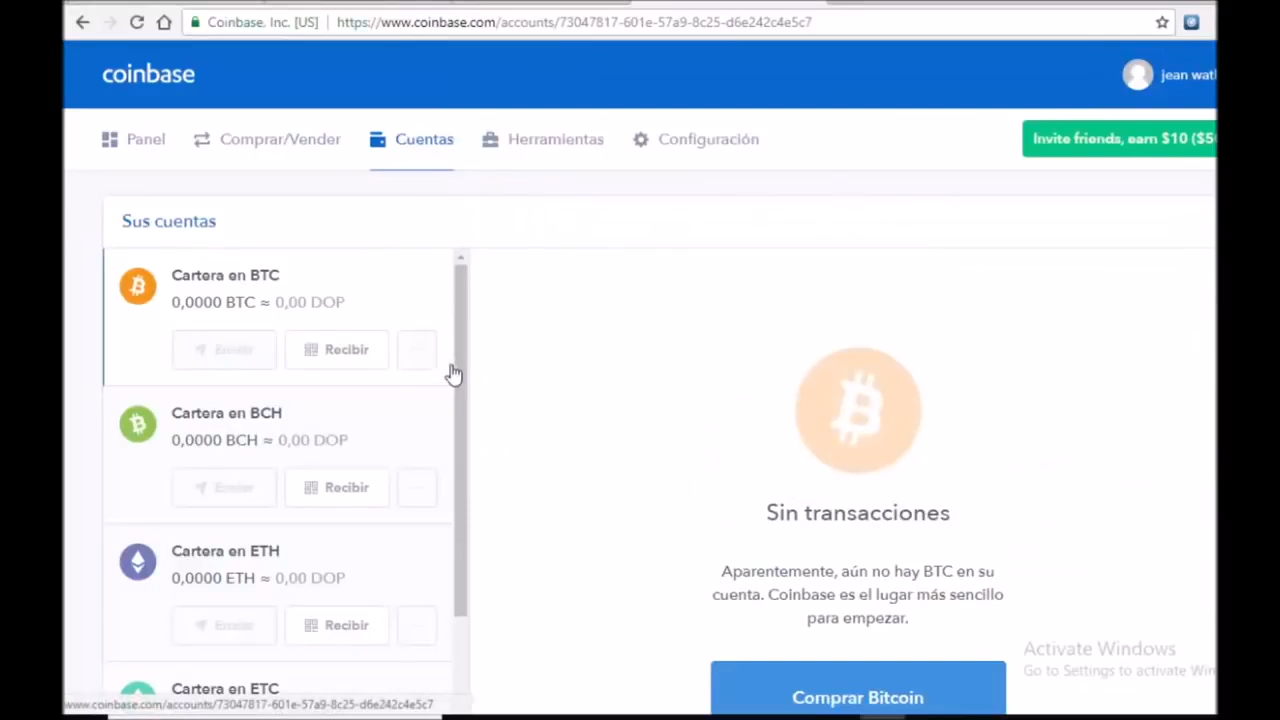 Coinbase, Inc. [US] | https://www.coinbase.com/accounts/73047817-601e-57a9-8c25-d6e242c4e5c7
coinbase
jean watl
Panel
Comprar/Vender
Cuentas
Herramientas
Configuración
Invite friends, earn $10 ($5
Sus cuentas
Cartera en BTC
0,0000 BTC ≈ 0,00 DOP
Enviar
Recibir
Cartera en BCH
0,0000 BCH ≈ 0,00 DOP
Enviar
Recibir
Cartera en ETH
0,0000 ETH ≈ 0,00 DOP
Enviar
Recibir
Cartera en ETC
Sin transacciones
Aparentemente, aún no hay BTC en su
cuenta. Coinbase es el lugar más sencillo
para empezar.
Comprar Bitcoin
Activate Windows
Go to Settings to activate Win
www.coinbase.com/accounts/73047817-601e-57a9-8c25-d6e242c4e5c7